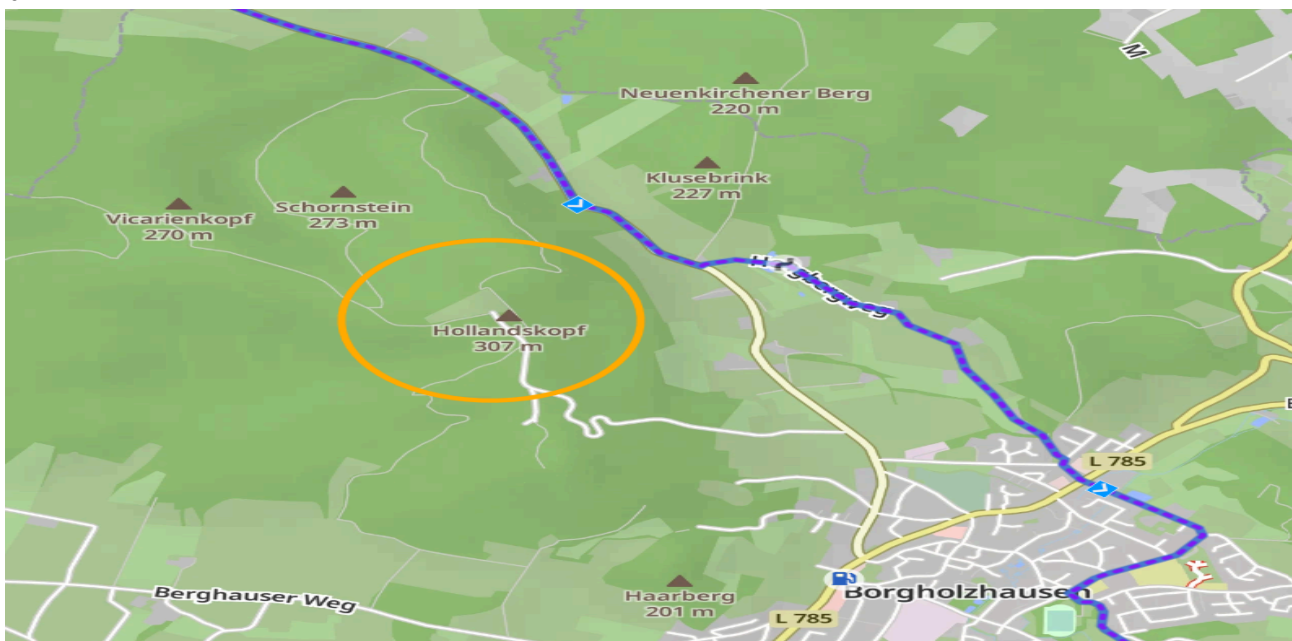 M
Neuenkirchener Berg
220 m
Klusebrink
227 m
Schornstein
273 m
Vicarienkopf
270 m
Hollandskopf
307 m
L 785
Berghauser Weg
Haarberg
201 m
Borgholzhausen
L 785